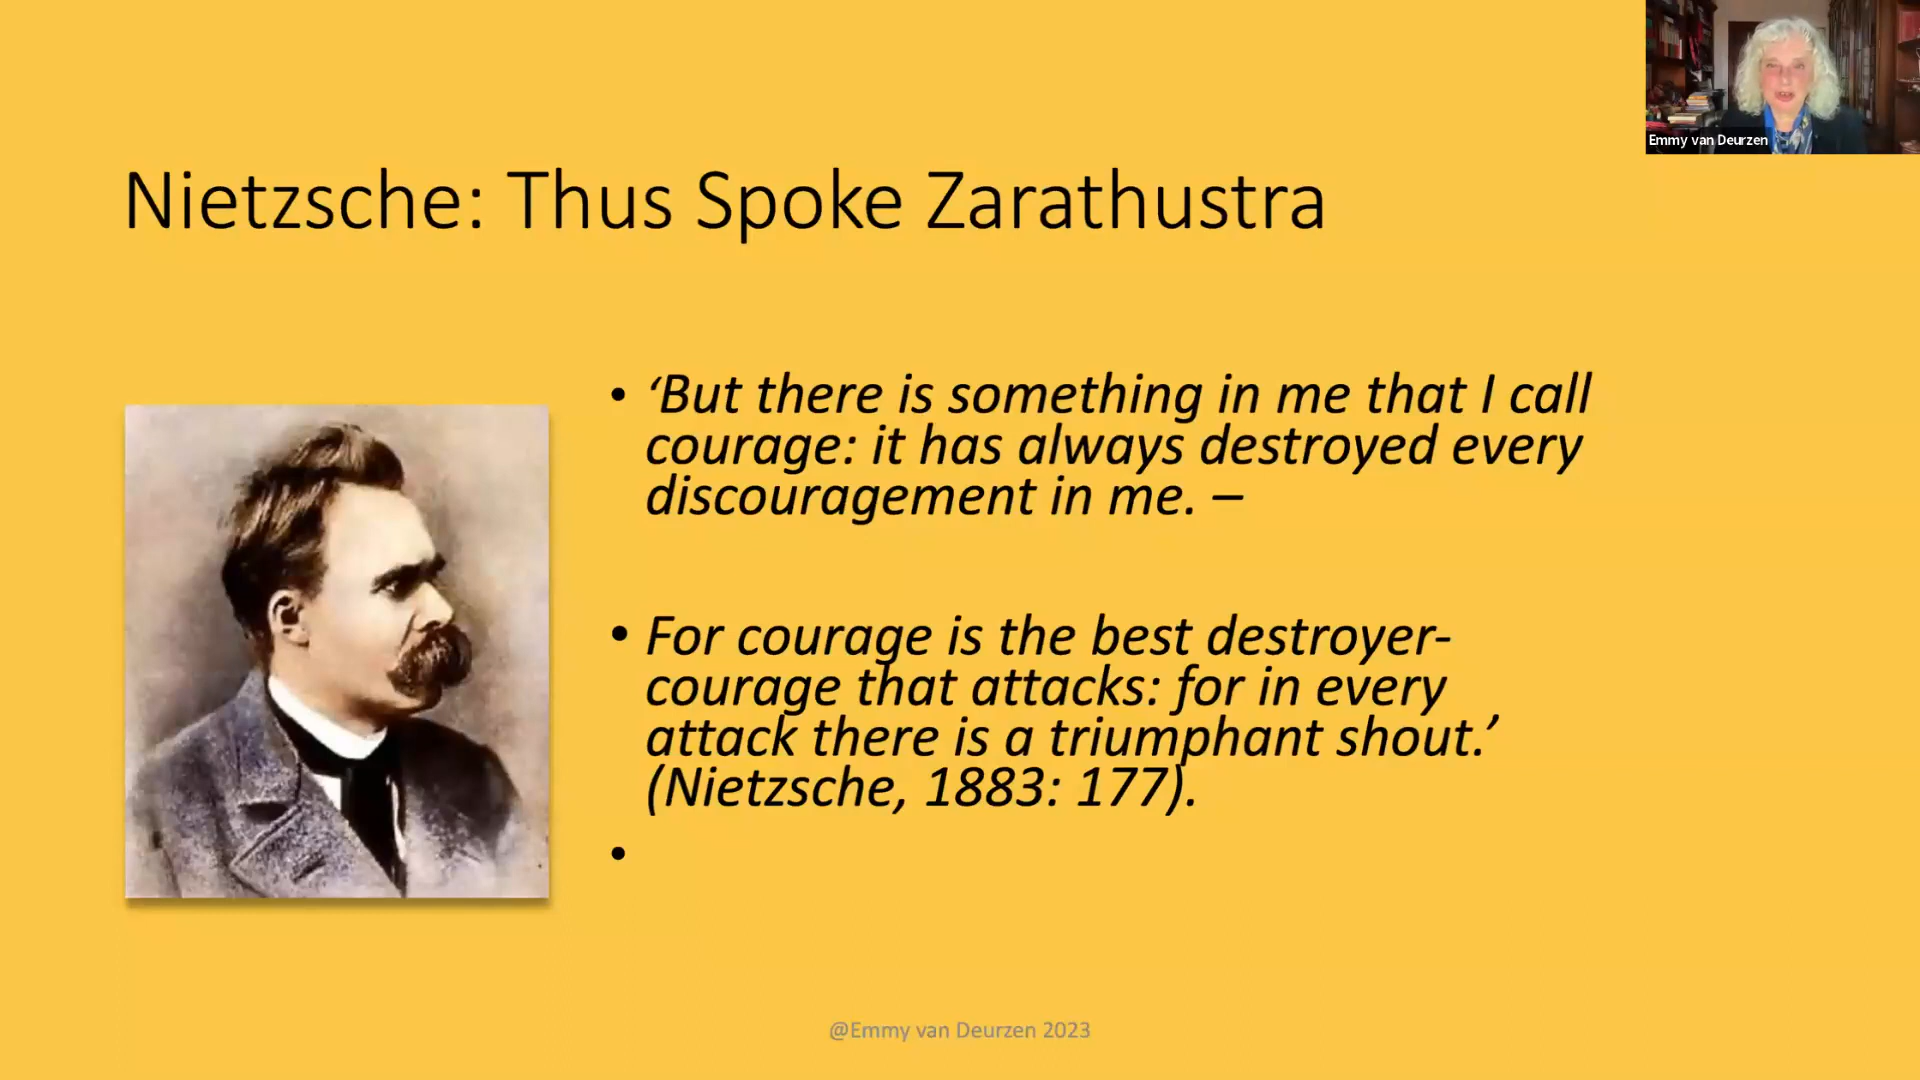 Emmy van Deurzen
Nietzsche: Thus Spoke Zarathustra
• ‘But there is something in me that I call
courage: it has always destroyed every
discouragement in me. –
• For courage is the best destroyer-
courage that attacks: for in every
attack there is a triumphant shout.’
(Nietzsche, 1883: 177).
•
@Emmy van Deurzen 2023